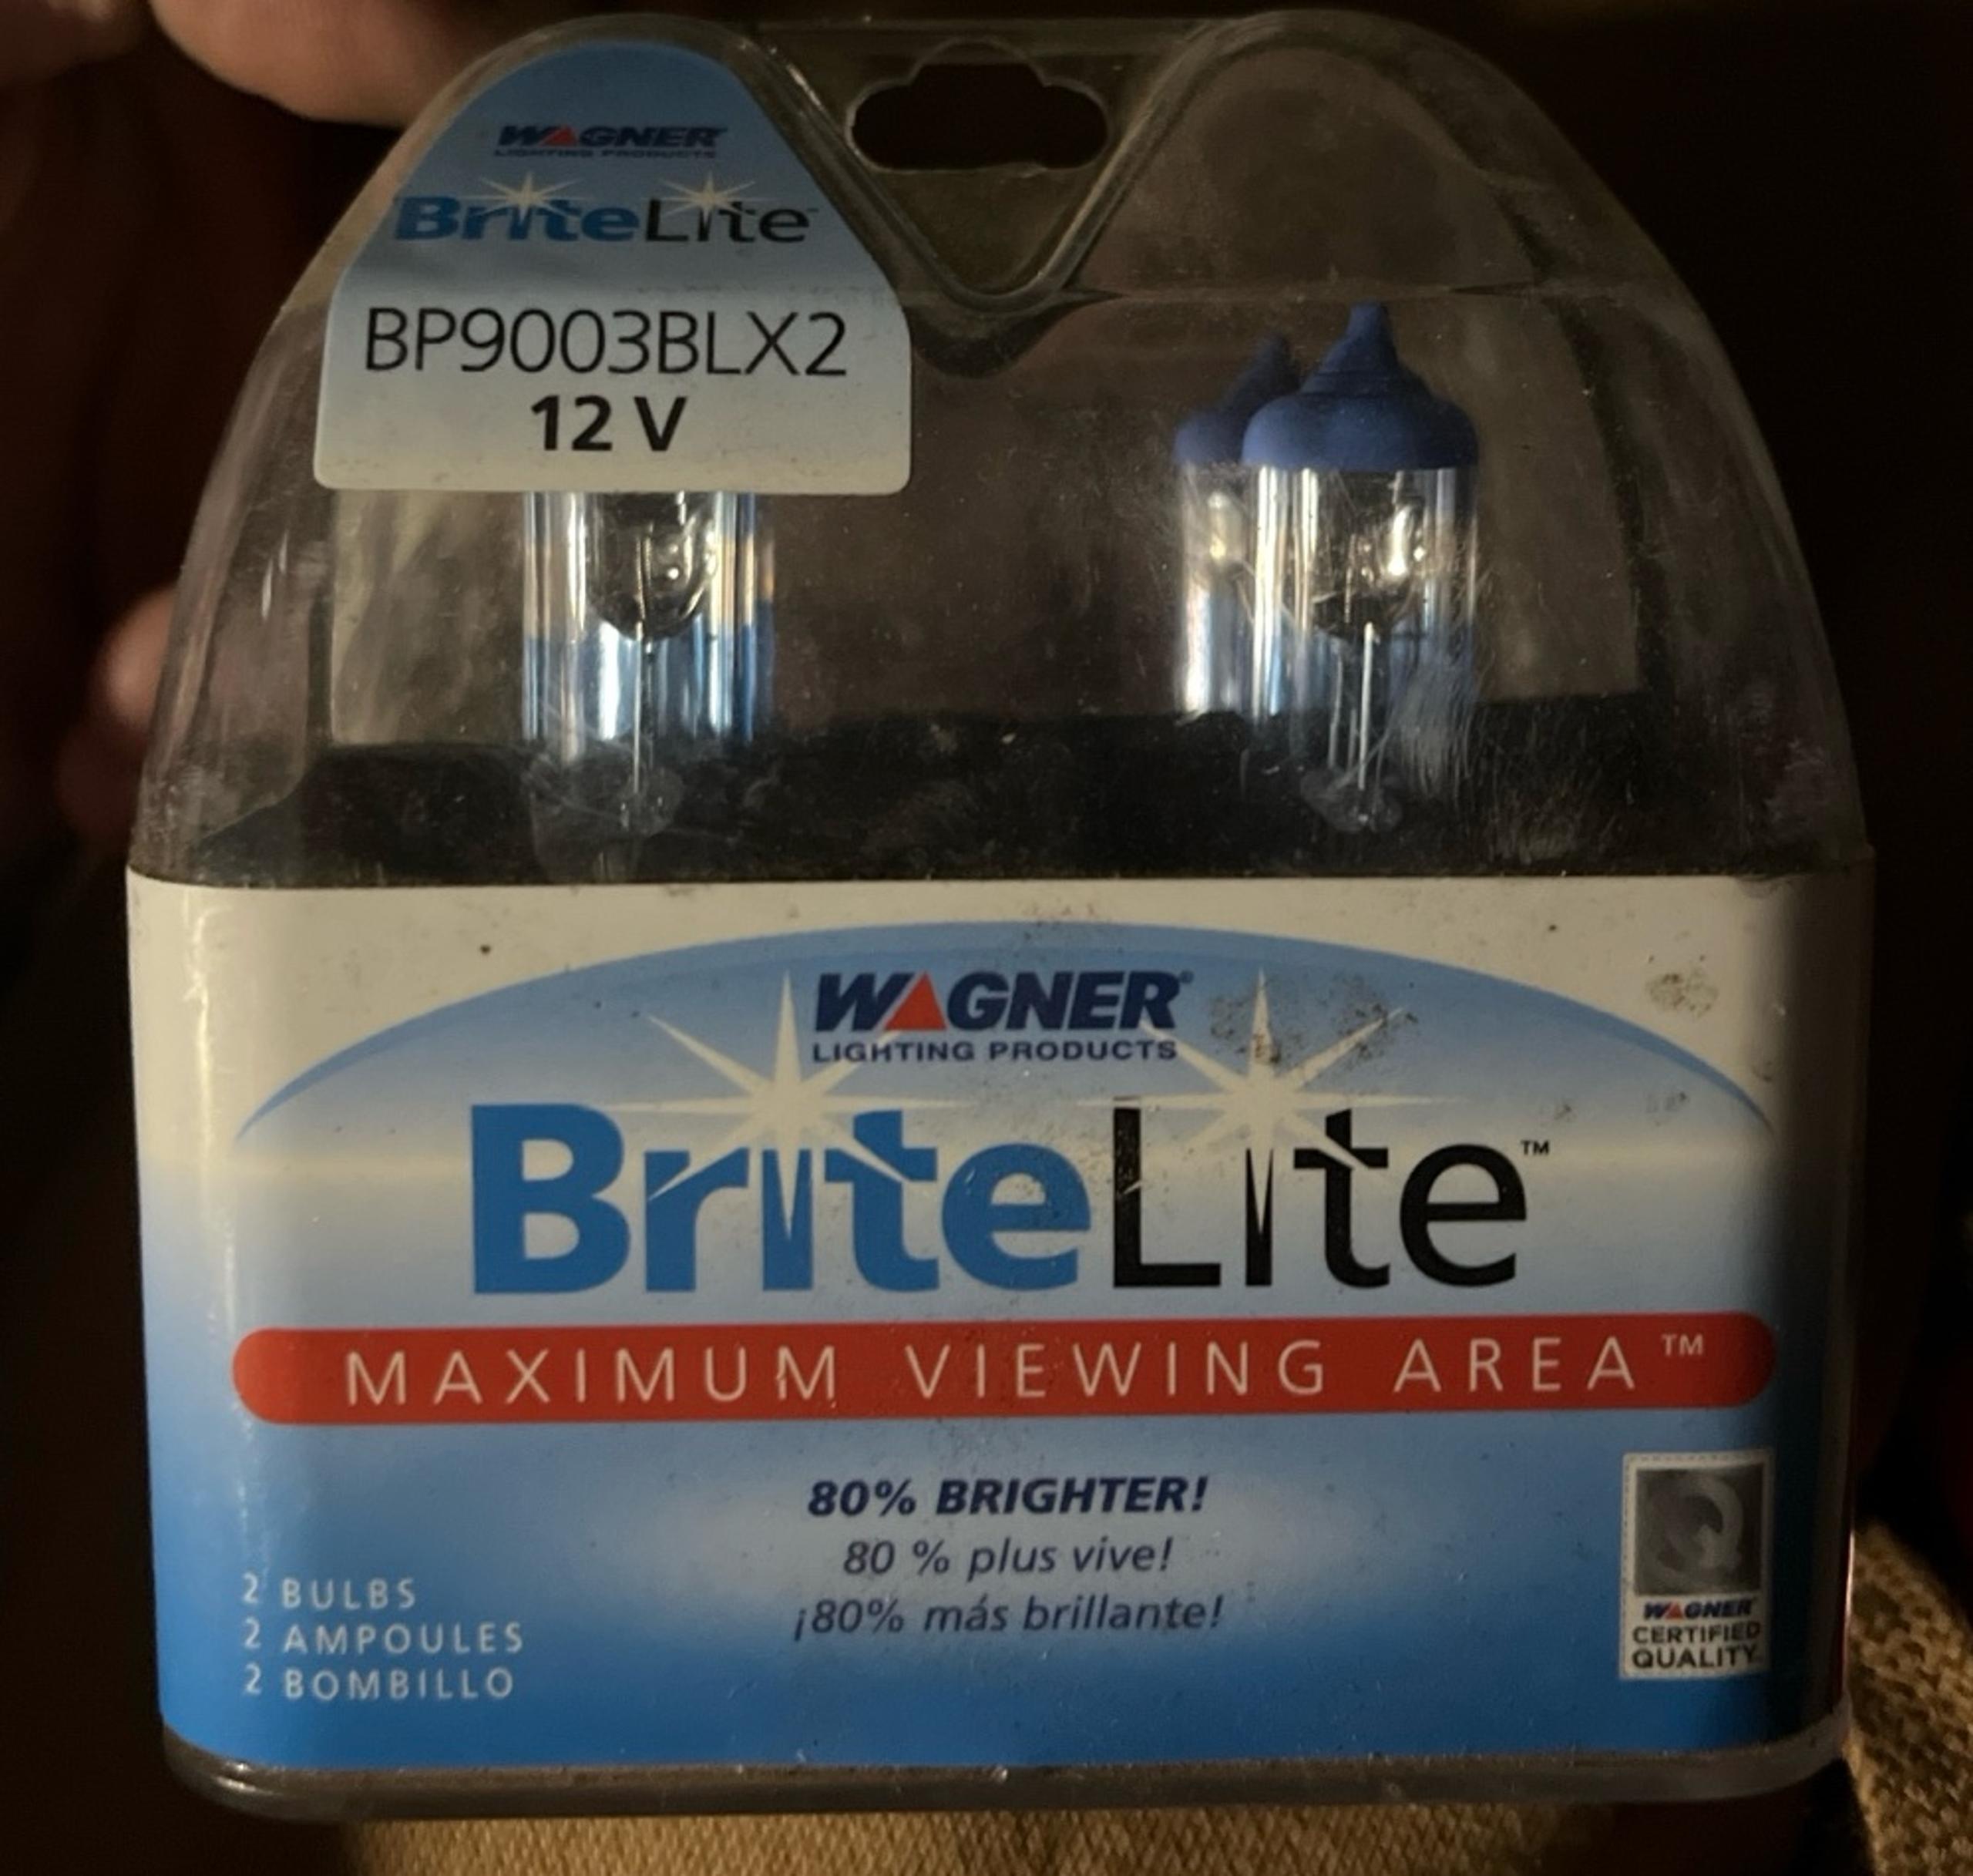 WAGNER
LIGHTING PRODUCTS
BriteLite
BP9003BLX2
12 V
WAGNER®
LIGHTING PRODUCTS
BriteLite™
MAXIMUM VIEWING AREA™
80% BRIGHTER!
80 % plus vive!
¡80% más brillante!
2 BULBS
2 AMPOULES
2 BOMBILLO
Q
WAGNER
CERTIFIED
QUALITY